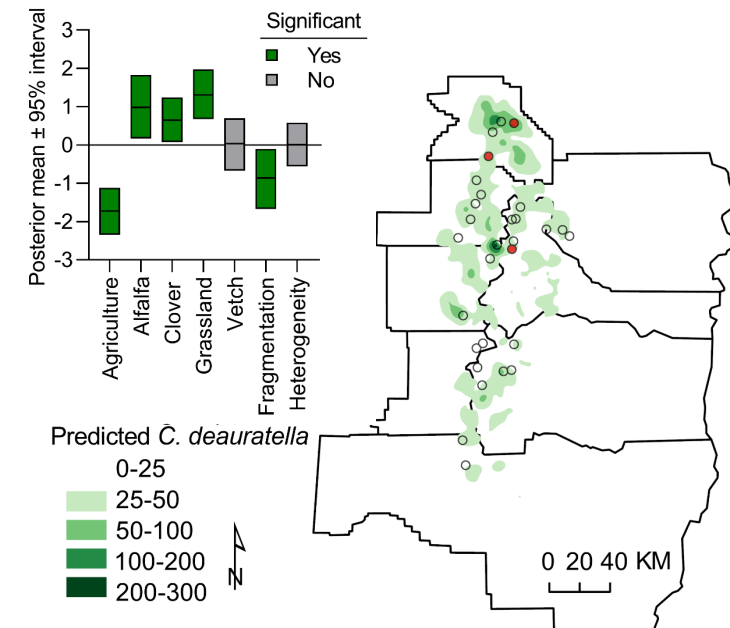 Posterior mean ± 95% interval
3
2
1
0
-1
-2
-3
Significant
Yes
No
Agriculture
Alfalfa
Clover
Grassland
Vetch
Fragmentation
Heterogeneity
Predicted C. deauratella
0-25
25-50
50-100
100-200
200-300
N
0 20 40 KM